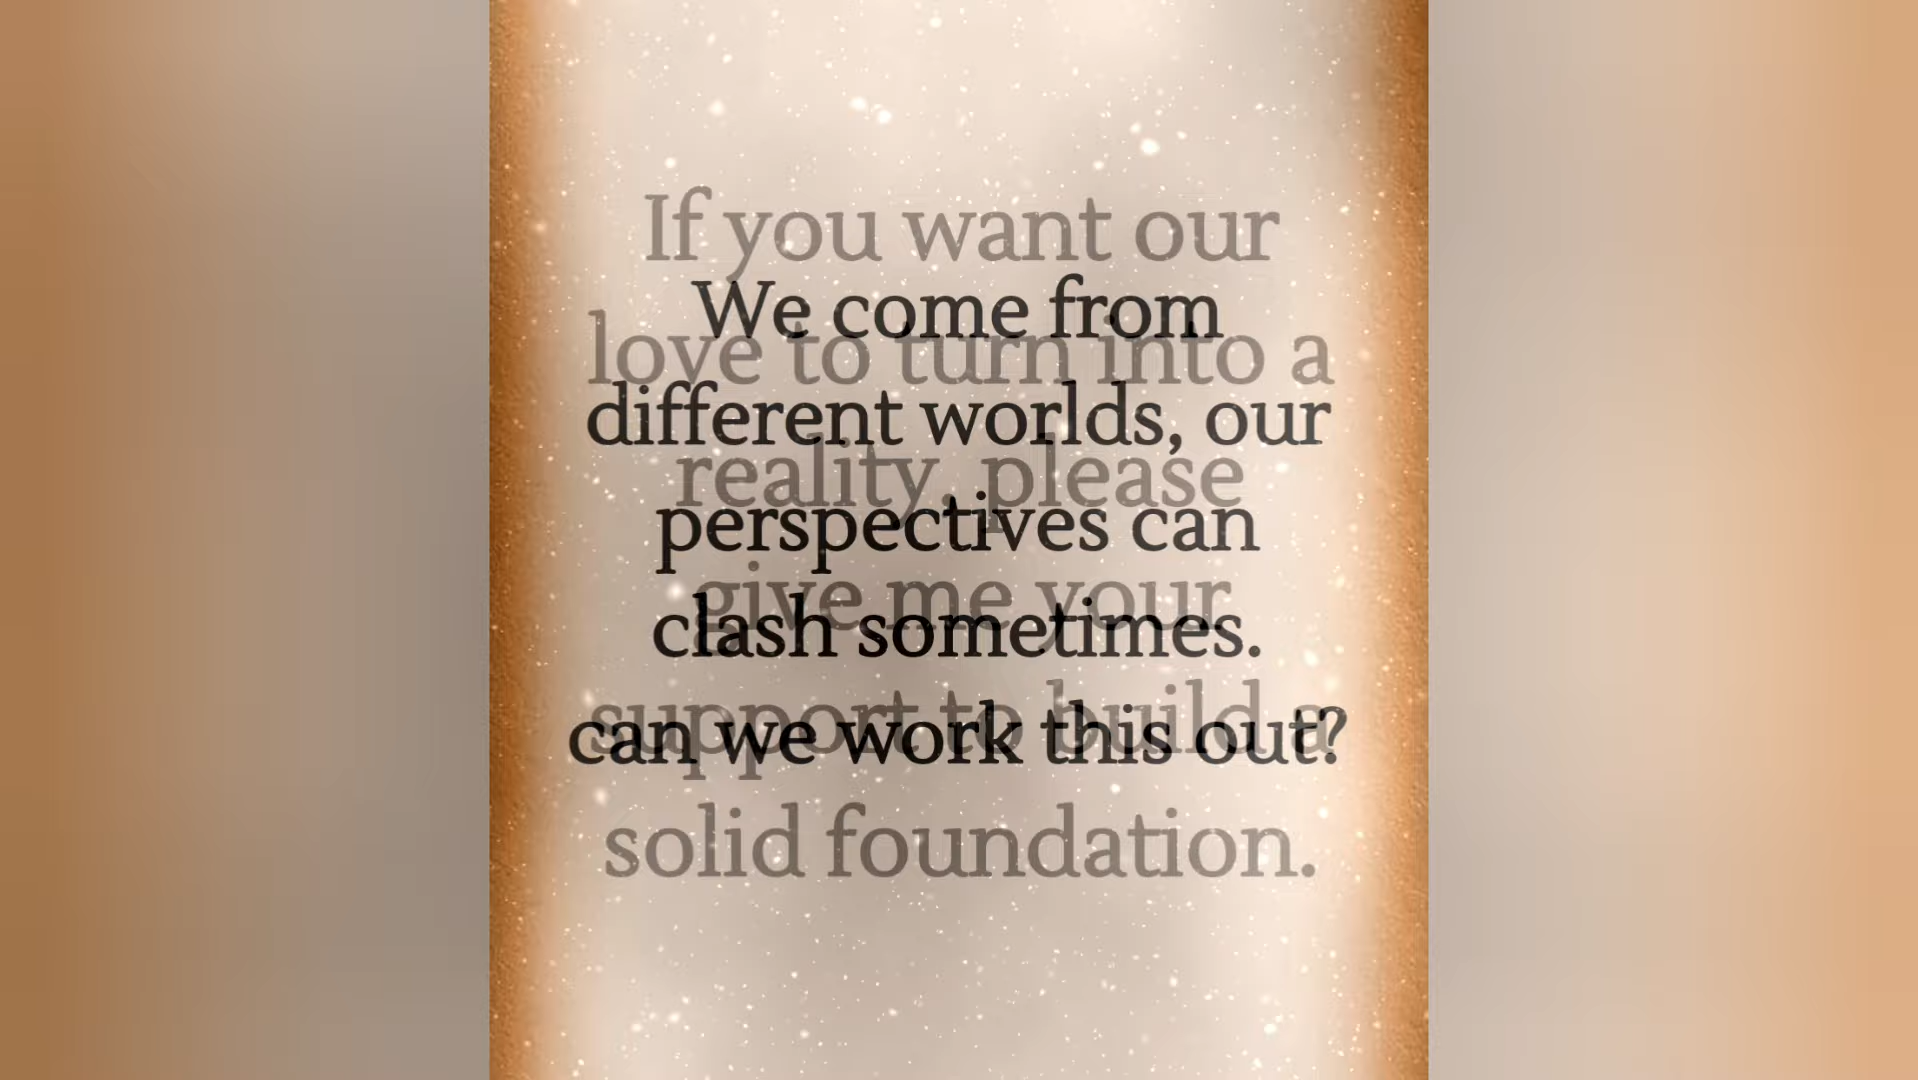 If you want our
love to turn into a
reality, please
give me your
support to build a
solid foundation.
We come from
different worlds, our
perspectives can
clash sometimes.
can we work this out?